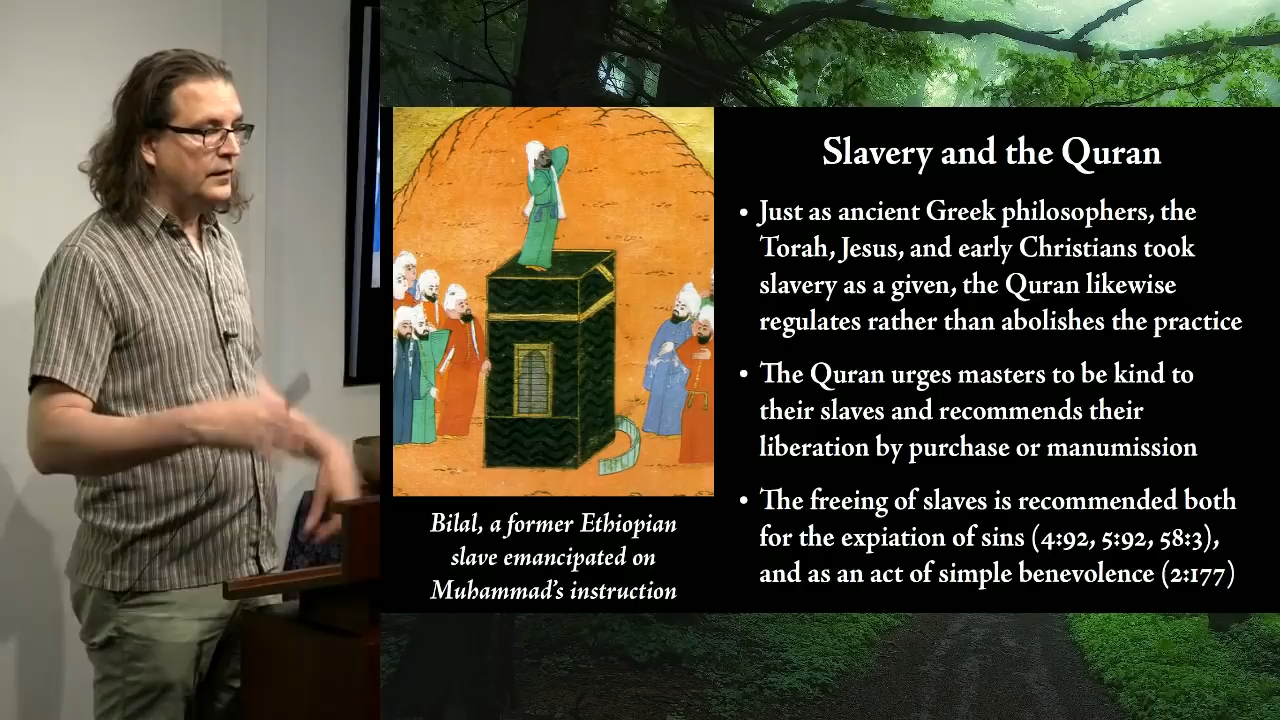 Slavery and the Quran
• Just as ancient Greek philosophers, the
Torah, Jesus, and early Christians took
slavery as a given, the Quran likewise
regulates rather than abolishes the practice
• The Quran urges masters to be kind to
their slaves and recommends their
liberation by purchase or manumission
• The freeing of slaves is recommended both
for the expiation of sins (4:92, 5:92, 58:3),
and as an act of simple benevolence (2:177)
Bilal, a former Ethiopian
slave emancipated on
Muhammad's instruction